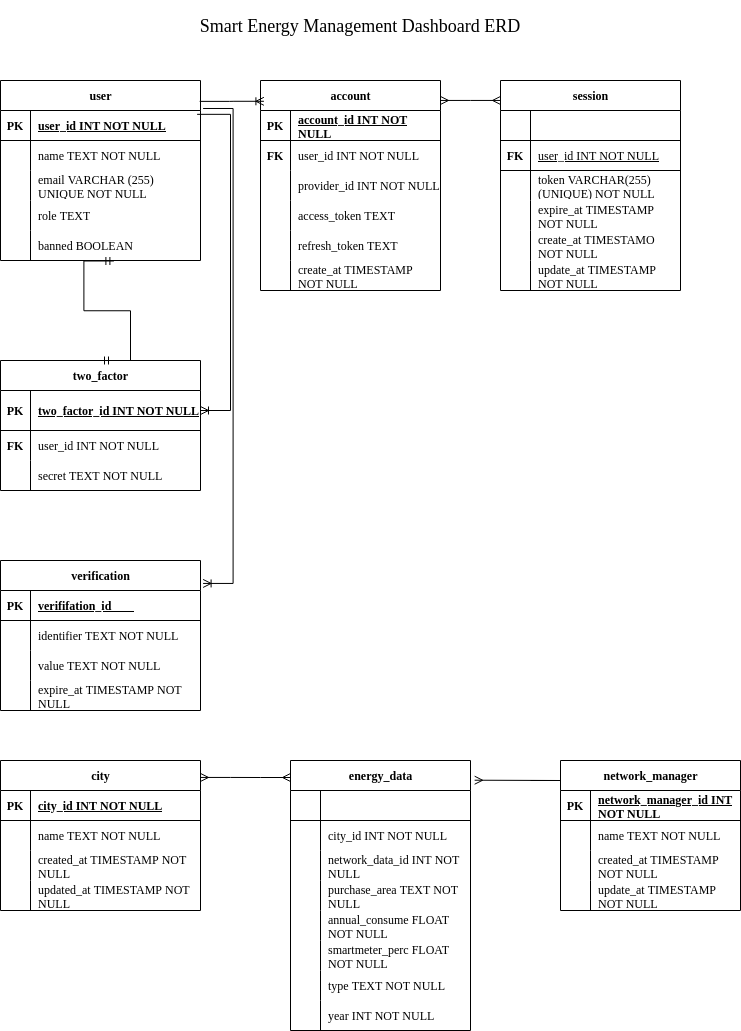 Smart Energy Management Dashboard ERD
user
PK
user_id INT NOT NULL
name TEXT NOT NULL
email VARCHAR (255)
UNIQUE NOT NULL
role TEXT
banned BOOLEAN
account
PK
account_id INT NOT
NULL
FK
user_id INT NOT NULL
provider_id INT NOT NULL
access_token TEXT
refresh_token TEXT
create_at TIMESTAMP
NOT NULL
session
FK
user_id INT NOT NULL
token VARCHAR(255)
(UNIQUE) NOT NULL
expire_at TIMESTAMP
NOT NULL
create_at TIMESTAMO
NOT NULL
update_at TIMESTAMP
NOT NULL
two_factor
PK
two_factor_id INT NOT NULL
FK
user_id INT NOT NULL
secret TEXT NOT NULL
verification
PK
verififation_id
identifier TEXT NOT NULL
value TEXT NOT NULL
expire_at TIMESTAMP NOT
NULL
city
PK
city_id INT NOT NULL
name TEXT NOT NULL
created_at TIMESTAMP NOT
NULL
updated_at TIMESTAMP NOT
NULL
energy_data
city_id INT NOT NULL
network_data_id INT NOT
NULL
purchase_area TEXT NOT
NULL
annual_consume FLOAT
NOT NULL
smartmeter_perc FLOAT
NOT NULL
type TEXT NOT NULL
year INT NOT NULL
network_manager
PK
network_manager_id INT
NOT NULL
name TEXT NOT NULL
created_at TIMESTAMP
NOT NULL
update_at TIMESTAMP
NOT NULL